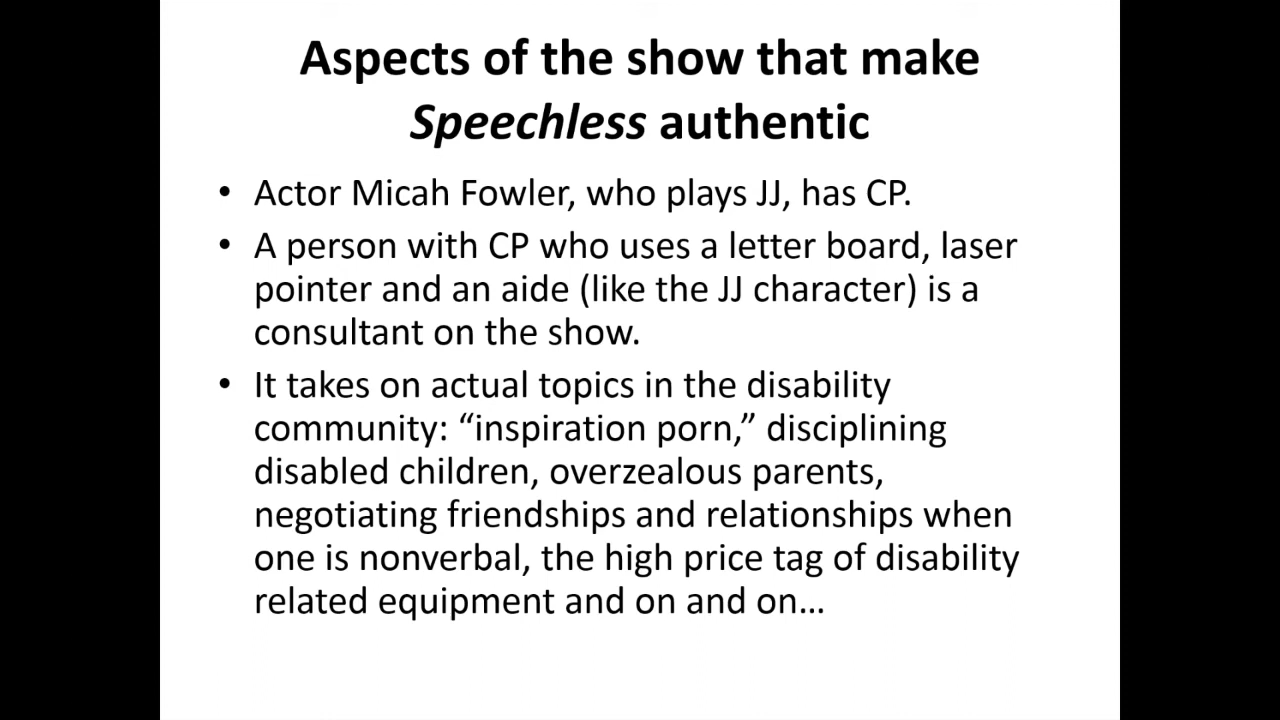 Aspects of the show that make
Speechless authentic
• Actor Micah Fowler, who plays JJ, has CP.
• A person with CP who uses a letter board, laser
pointer and an aide (like the JJ character) is a
consultant on the show.
• It takes on actual topics in the disability
community: “inspiration porn,” disciplining
disabled children, overzealous parents,
negotiating friendships and relationships when
one is nonverbal, the high price tag of disability
related equipment and on and on…